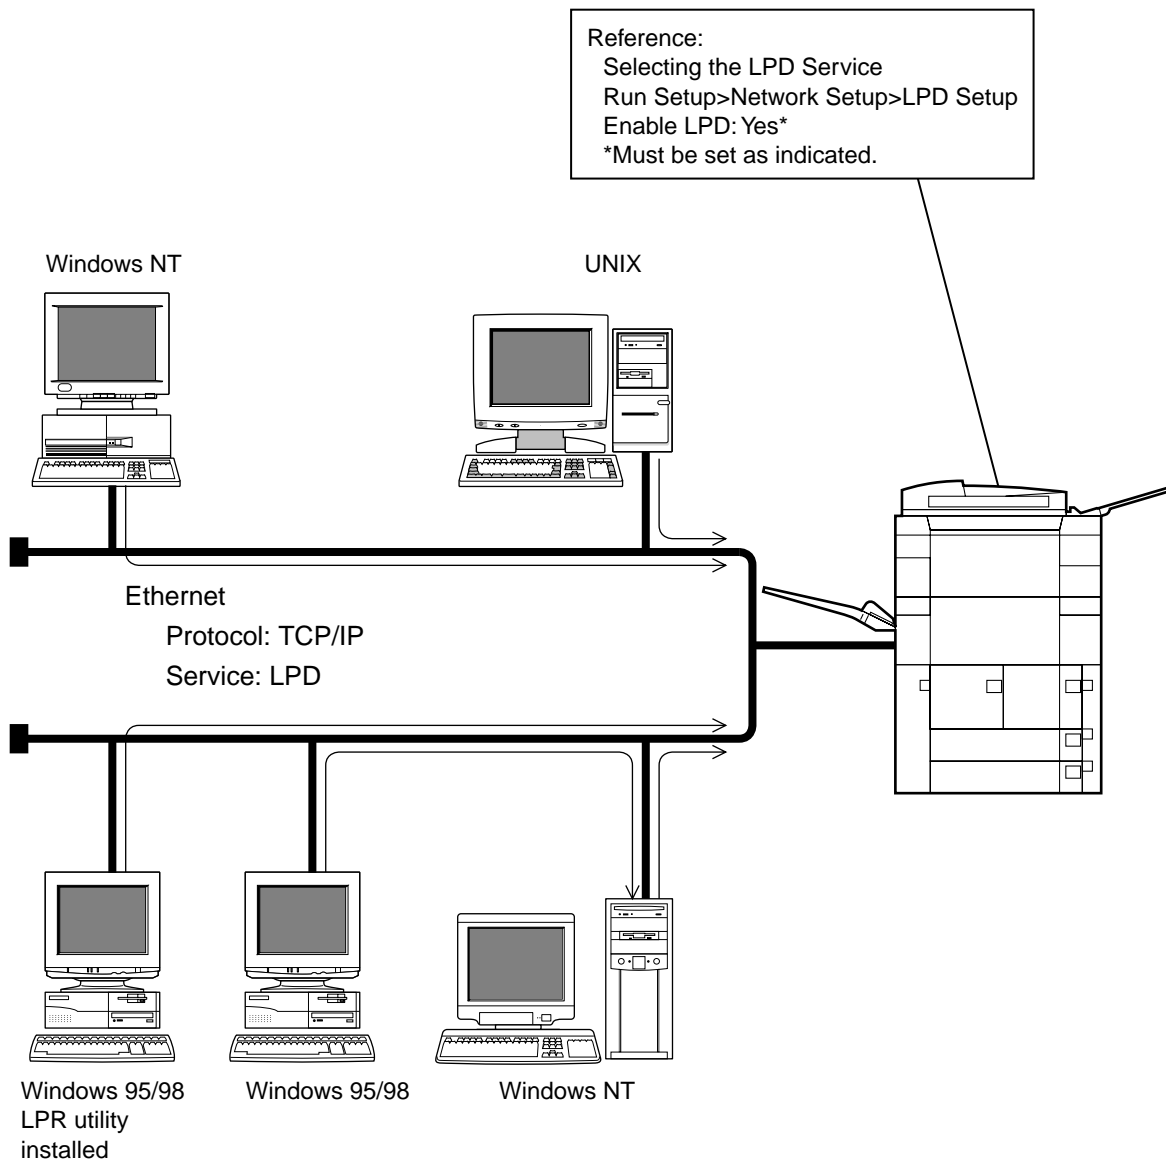 Reference:
Selecting the LPD Service
Run Setup>Network Setup>LPD Setup
Enable LPD: Yes*
*Must be set as indicated.
Windows NT
UNIX
Ethernet
Protocol: TCP/IP
Service: LPD
Windows 95/98
LPR utility
installed
Windows 95/98
Windows NT